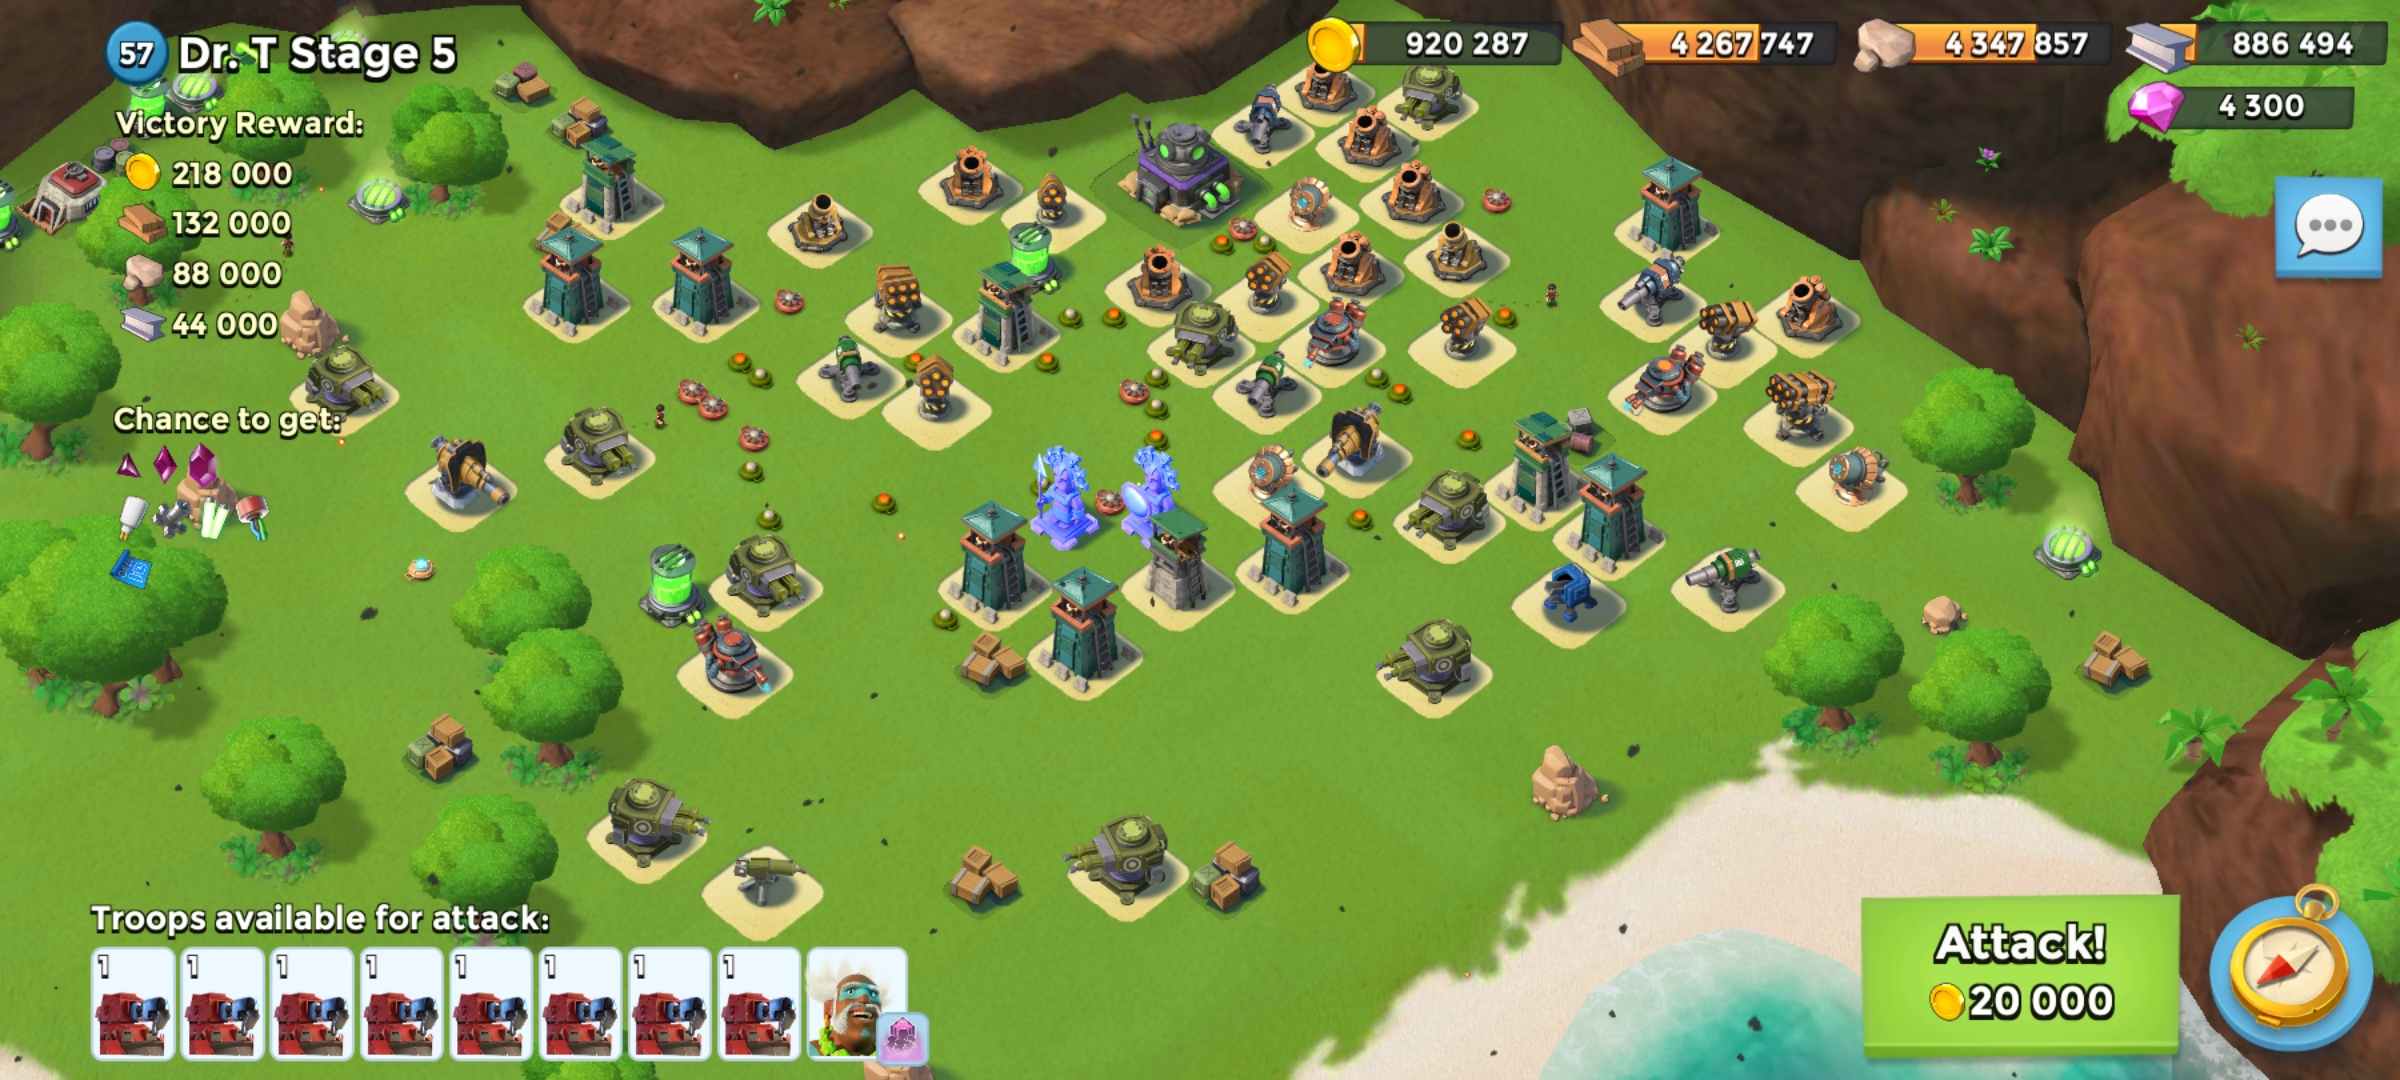 57 Dr. T Stage 5
920 287
4 267 747
4 347 857
886 494
4 300
Victory Reward:
218 000
132 000
88 000
44 000
Chance to get:
Troops available for attack:
1 1 1 1 1 1 1 1
Attack!
20 000